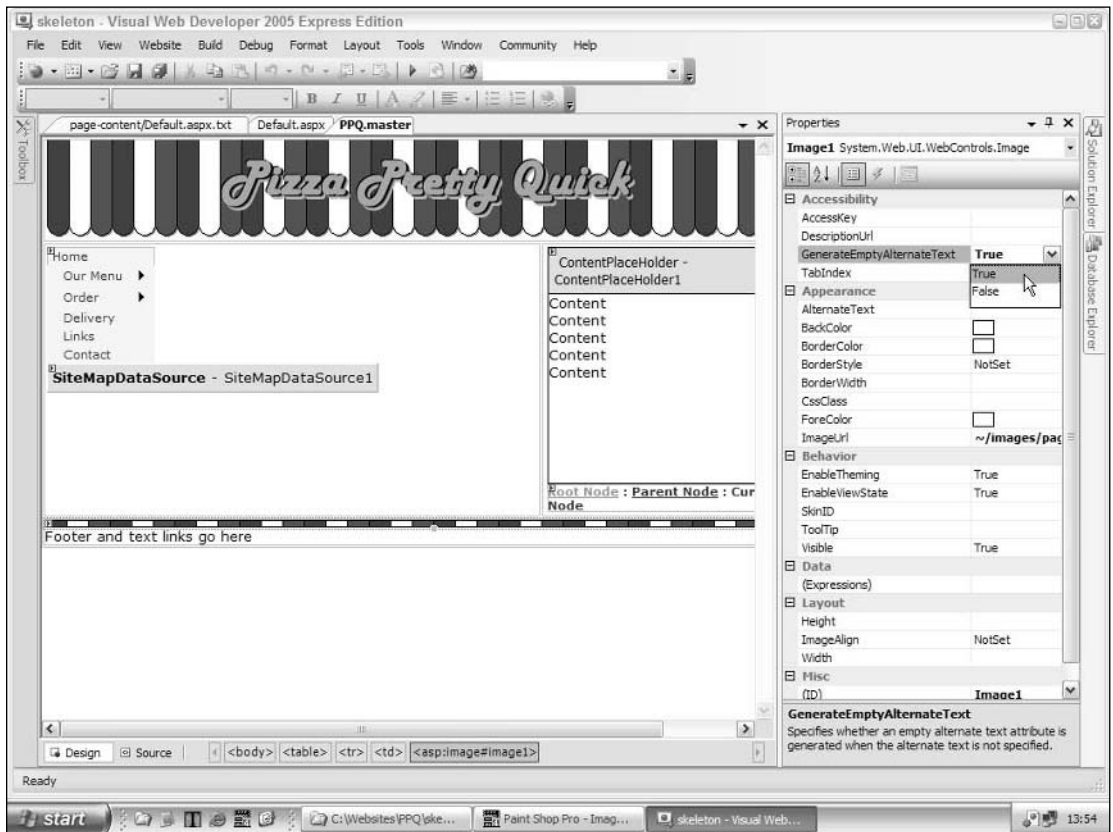 skeleton - Visual Web Developer 2005 Express Edition
File Edit View Website Build Debug Format Layout Tools Window Community Help
B I U A
Toolbox
page-content/Default.aspx.txt Default.aspx PPQ.master
Pizza Pretty Quick
Home
Our Menu
Order
Delivery
Links
Contact
SiteMapDataSource - SiteMapDataSource1
ContentPlaceHolder -
ContentPlaceHolder1
Content
Content
Content
Content
Content
Root Node : Parent Node : Cur
Node
Footer and text links go here
Design Source <body> <table> <tr> <td> <asp:image#image1>
Properties
Image1 System.Web.UI.WebControls.Image
Accessibility
AccessKey
DescriptionUrl
GenerateEmptyAlternateText True
TabIndex True
Appearance False
AlternateText
BackColor
BorderColor
BorderStyle NotSet
BorderWidth
CssClass
ForeColor
ImageUrl ~/images/pag
Behavior
EnableTheming True
EnableViewState True
SkinID
ToolTip
Visible True
Data
(Expressions)
Layout
Height
ImageAlign NotSet
Width
Misc
(ID) Image1
GenerateEmptyAlternateText
Specifies whether an empty alternate text attribute is
generated when the alternate text is not specified.
Solution Explorer
Database Explorer
Ready
start C:\Websites\PPQ\ske... Paint Shop Pro - Imag... skeleton - Visual Web... 13:54